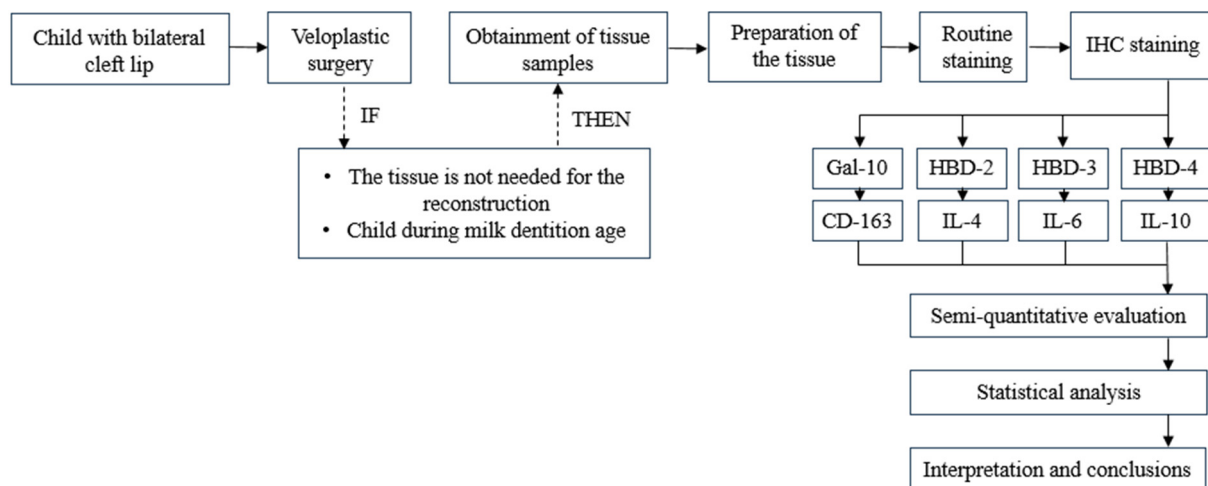 Child with bilateral
cleft lip
Veloplastic
surgery
Obtainment of tissue
samples
Preparation of
the tissue
Routine
staining
IHC staining
IF
THEN
• The tissue is not needed for the
reconstruction
• Child during milk dentition age
Gal-10
HBD-2
HBD-3
HBD-4
CD-163
IL-4
IL-6
IL-10
Semi-quantitative evaluation
Statistical analysis
Interpretation and conclusions